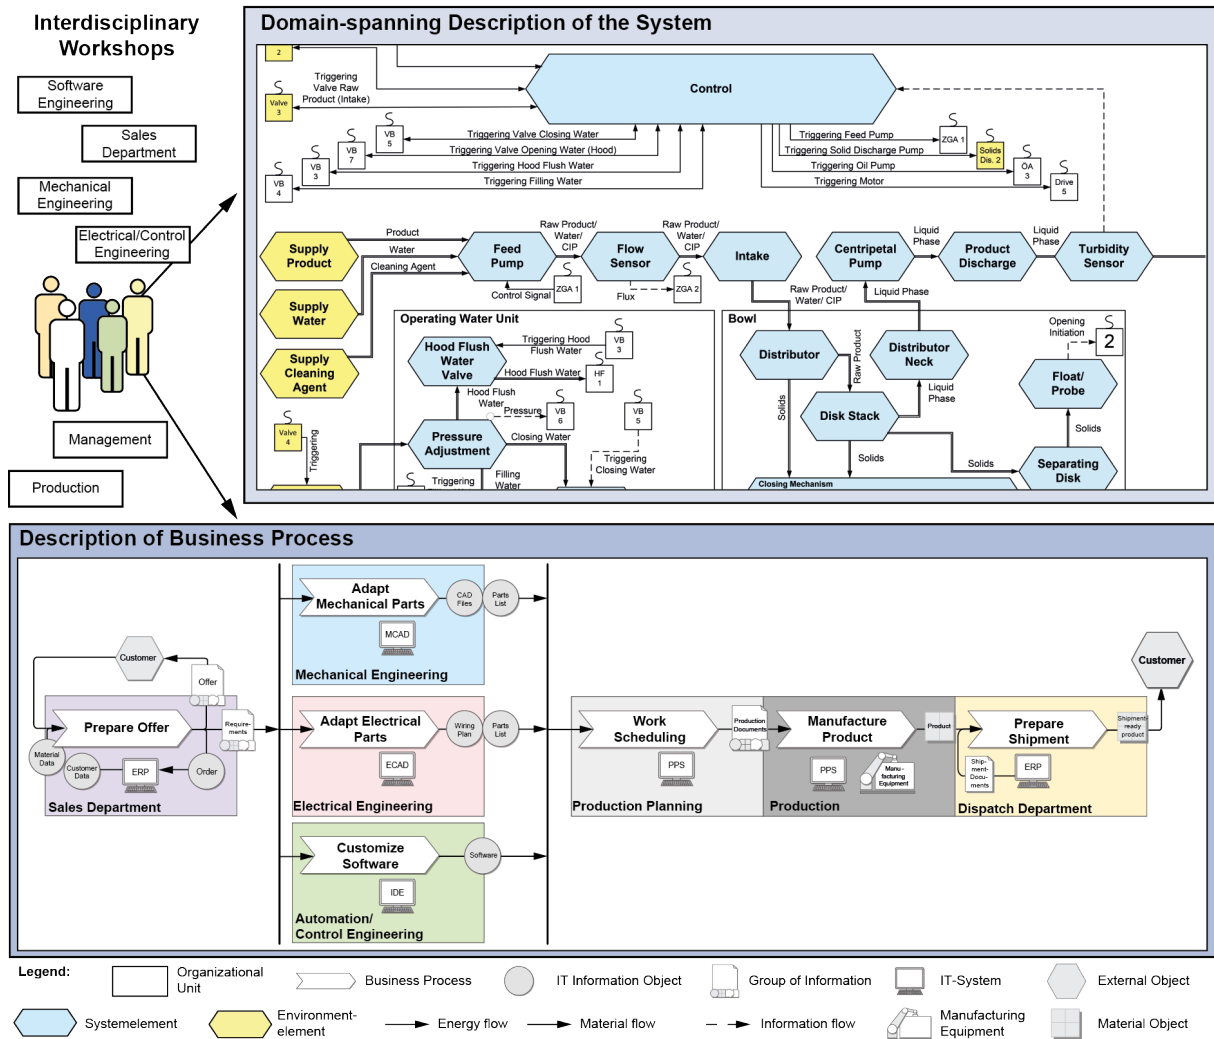 Interdisciplinary
Workshops
Software
Engineering
Sales
Department
Mechanical
Engineering
Electrical/Control
Engineering
Management
Production
Domain-spanning Description of the System
2
Triggering
Valve Raw
Product (Intake)
Valve
3
Control
VB
5
Triggering Valve Closing Water
VB
7
Triggering Valve Opening Water (Hood)
VB
3
Triggering Hood Flush Water
VB
4
Triggering Filling Water
Triggering Feed Pump
ZGA 1
Triggering Solid Discharge Pump
Solids
Dis. 2
Triggering Oil Pump
ÖA
3
Triggering Motor
Drive
5
Supply
Product
Product
Water
Cleaning Agent
Feed
Pump
Raw Product/
Water/
CIP
Flow
Sensor
Raw Product/
Water/
CIP
Intake
Centripetal
Pump
Liquid
Phase
Product
Discharge
Liquid
Phase
Turbidity
Sensor
Control Signal
ZGA 1
Flux
ZGA 2
Raw Product/
Water/ CIP
Liquid Phase
Supply
Water
Supply
Cleaning
Agent
Valve
4
Triggering
Operating Water Unit
Hood Flush
Water
Valve
Triggering Hood
Flush Water
VB
3
Hood Flush Water
HF
1
Hood Flush
Water
Pressure
VB
6
VB
5
Pressure
Adjustment
Closing Water
Triggering
Closing Water
Filling
Water
Triggering
Bowl
Distributor
Raw Product
Distributor
Neck
Liquid
Phase
Solids
Disk Stack
Solids
Solids
Opening
Initiation
2
Float/
Probe
Solids
Separating
Disk
Closing Mechanism
Description of Business Process
Customer
Offer
Prepare Offer
Require-
ments
Material
Data
Customer
Data
ERP
Order
Sales Department
Adapt
Mechanical Parts
CAD
Files
Parts
List
MCAD
Mechanical Engineering
Adapt Electrical
Parts
Wiring
Plan
Parts
List
ECAD
Electrical Engineering
Customize
Software
Software
IDE
Automation/
Control Engineering
Work
Scheduling
Production
Documents
PPS
Production Planning
Manufacture
Product
Product
PPS
Manu-
facturing
Equipment
Production
Prepare
Shipment
Shipment-
ready
product
Ship-
ment-
Docu-
ments
ERP
Dispatch Department
Customer
Legend:
Organizational
Unit
Business Process
IT Information Object
Group of Information
IT-System
External Object
Systemelement
Environment-
element
Energy flow
Material flow
Information flow
Manufacturing
Equipment
Material Object